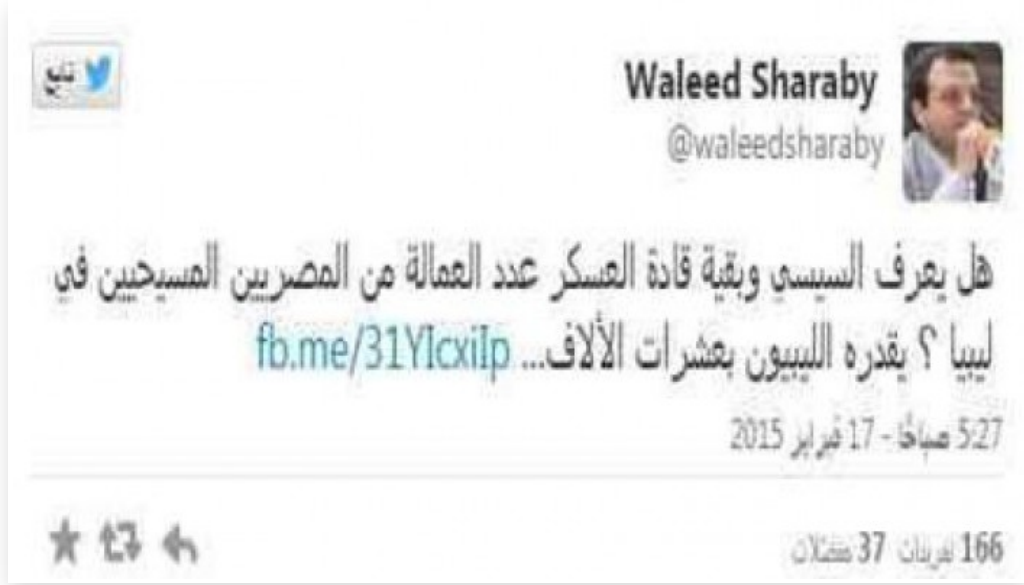 Waleed Sharaby
تابع
@waleedsharaby
هل يعرف السيسي وبقية قادة العسكر عدد العمالة من المصريين المسيحيين في
ليبيا ؟ يقدره الليبيون بعشرات الألاف... fb.me/31YIcxiIp
5:27 صباحًا - 17 فبراير 2015
166 تغريدات 37 مفضلات